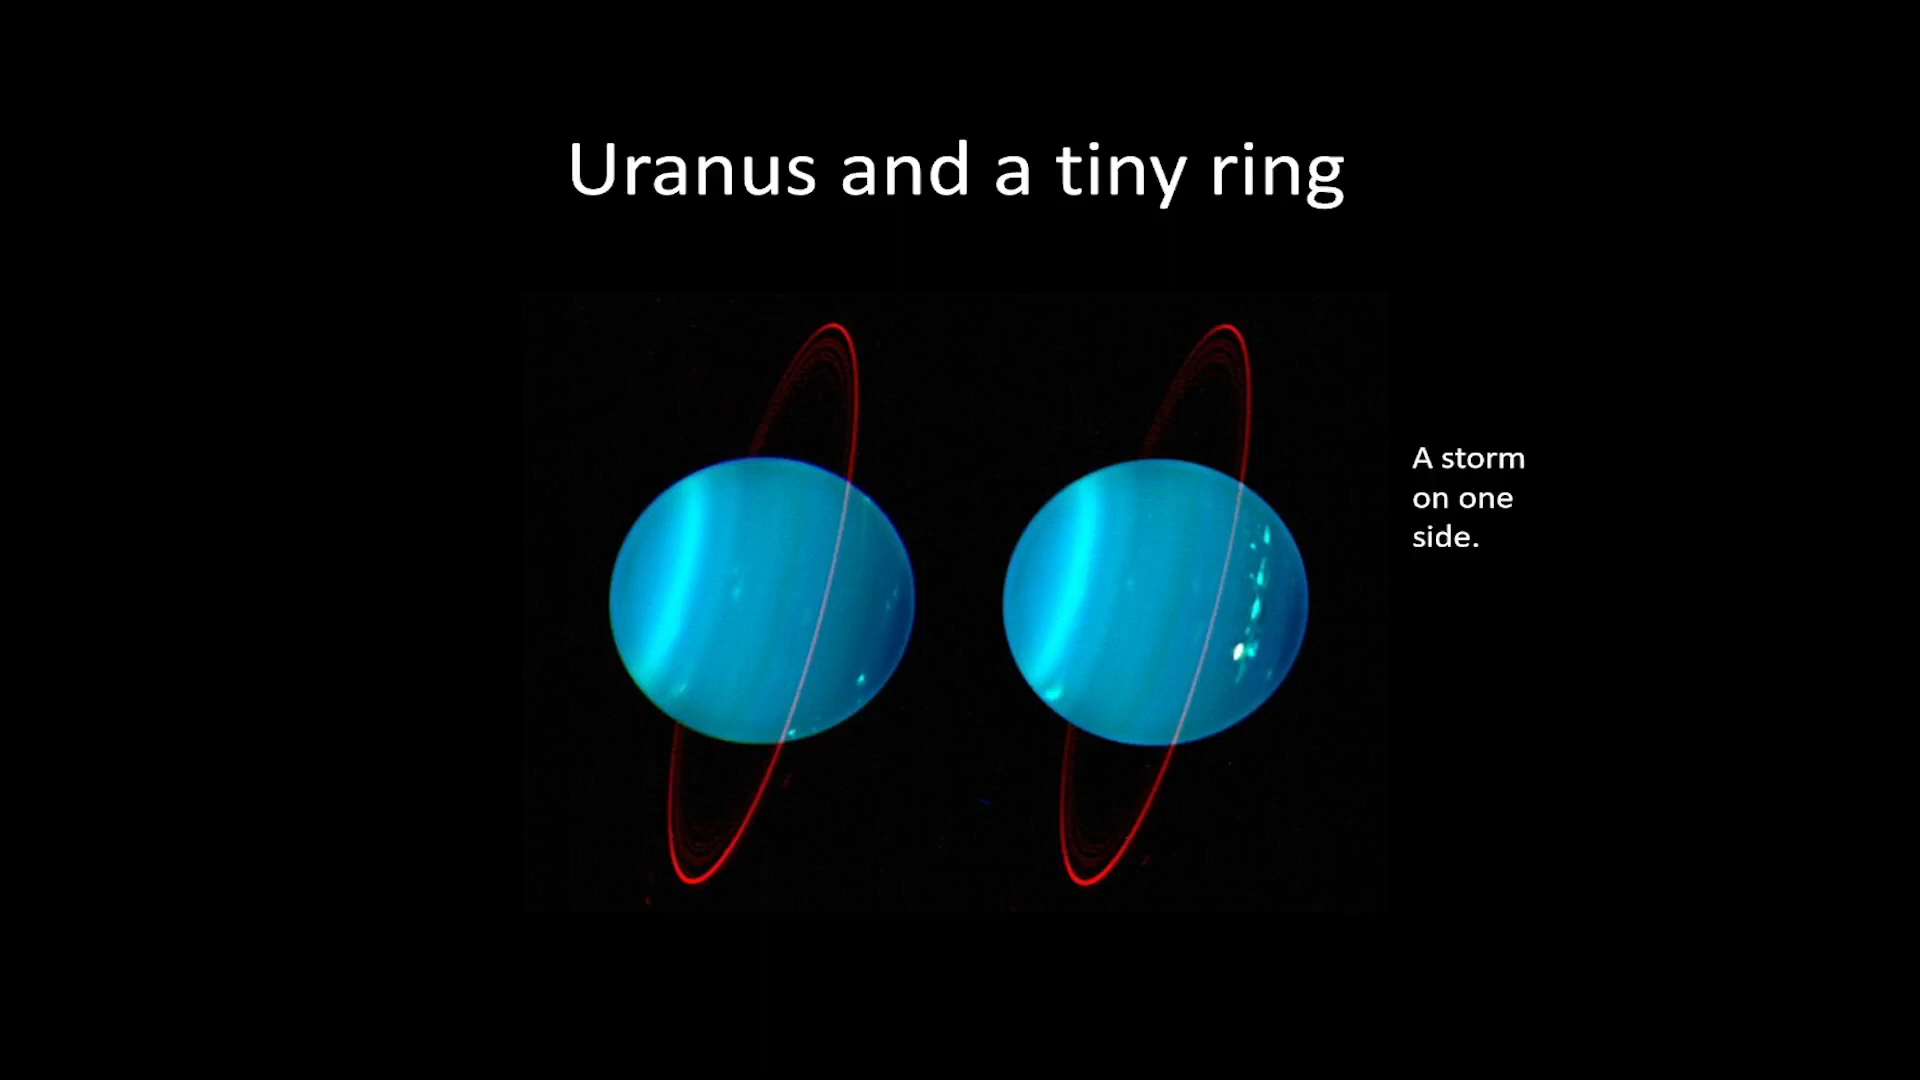 Uranus and a tiny ring
A storm
on one
side.